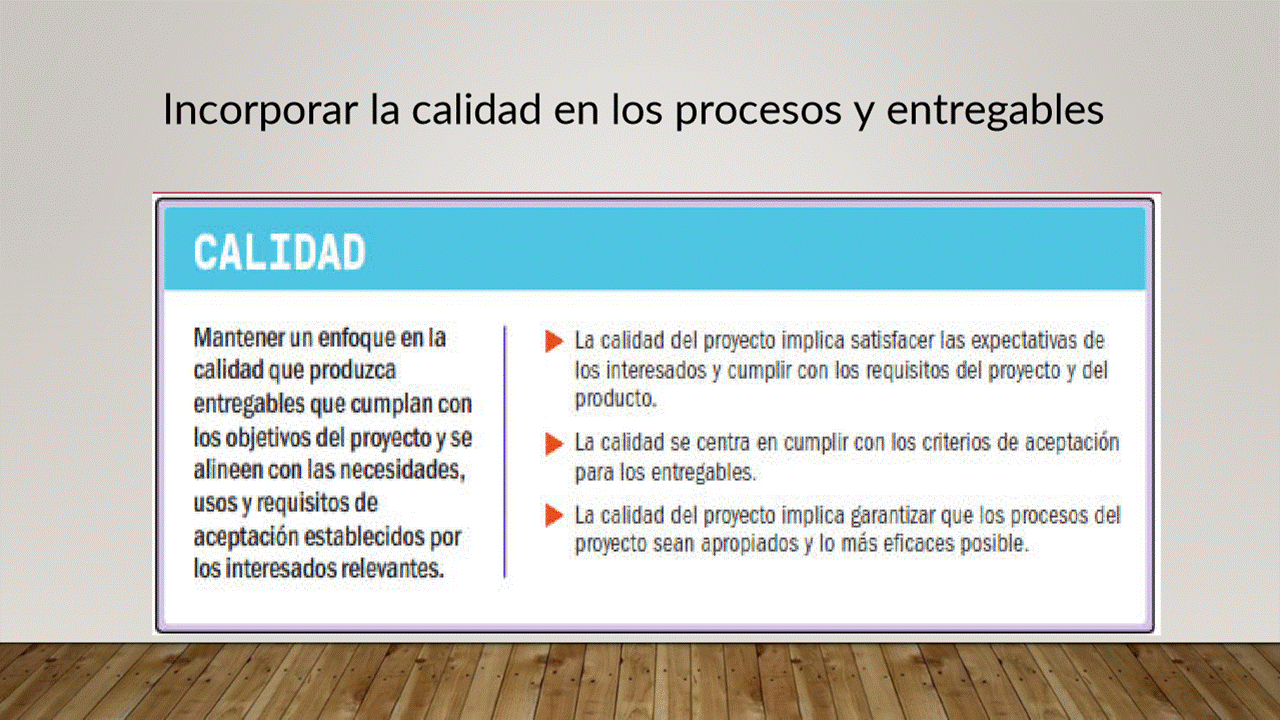 Incorporar la calidad en los procesos y entregables
CALIDAD
Mantener un enfoque en la
calidad que produzca
entregables que cumplan con
los objetivos del proyecto y se
alineen con las necesidades,
usos y requisitos de
aceptación establecidos por
los interesados relevantes.
La calidad del proyecto implica satisfacer las expectativas de
los interesados y cumplir con los requisitos del proyecto y del
producto.
La calidad se centra en cumplir con los criterios de aceptación
para los entregables.
La calidad del proyecto implica garantizar que los procesos del
proyecto sean apropiados y lo más eficaces posible.